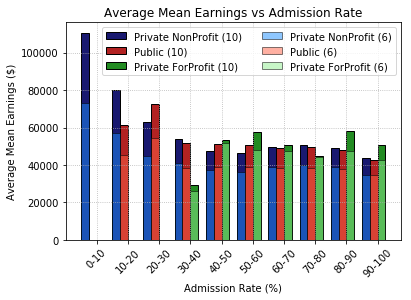 Average Mean Earnings vs Admission Rate
Private NonProfit (10)
Public (10)
Private ForProfit (10)
Private NonProfit (6)
Public (6)
Private ForProfit (6)
Average Mean Earnings ($)
100000
80000
60000
40000
20000
0
0-10
10-20
20-30
30-40
40-50
50-60
60-70
70-80
80-90
90-100
Admission Rate (%)